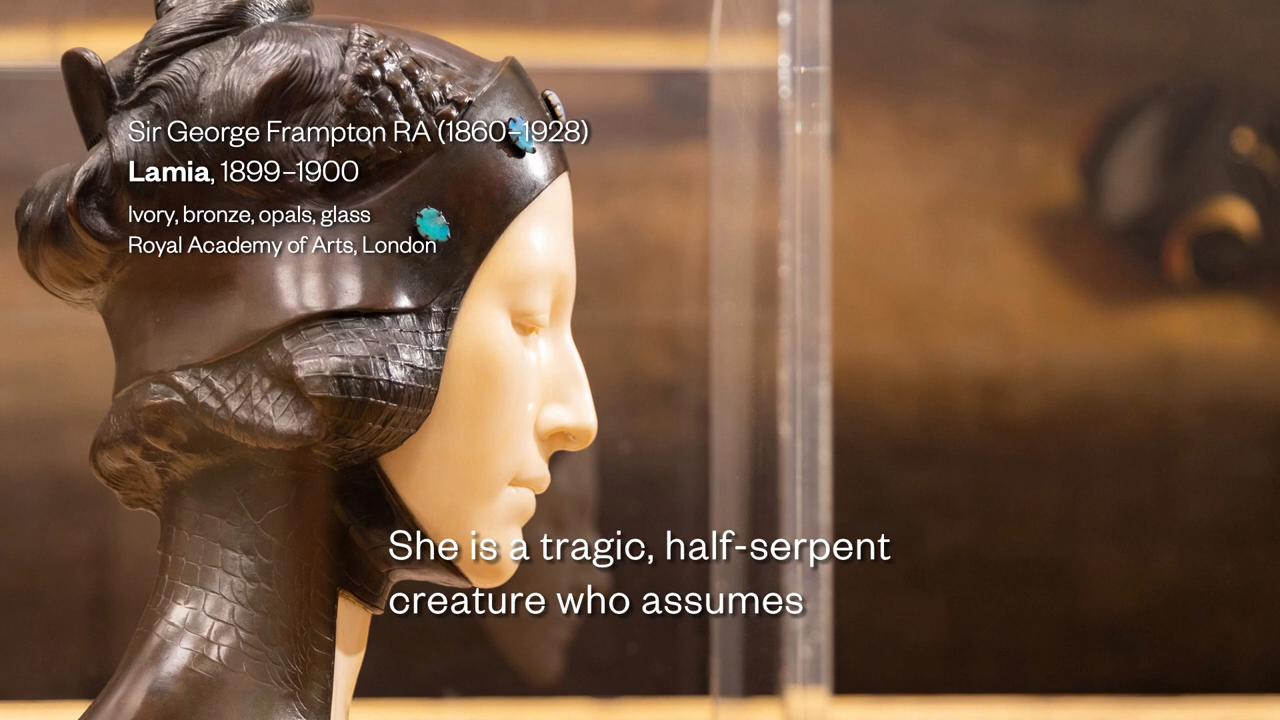 Sir George Frampton RA (1860–1928)
Lamia, 1899–1900
Ivory, bronze, opals, glass
Royal Academy of Arts, London
She is a tragic, half-serpent
creature who assumes